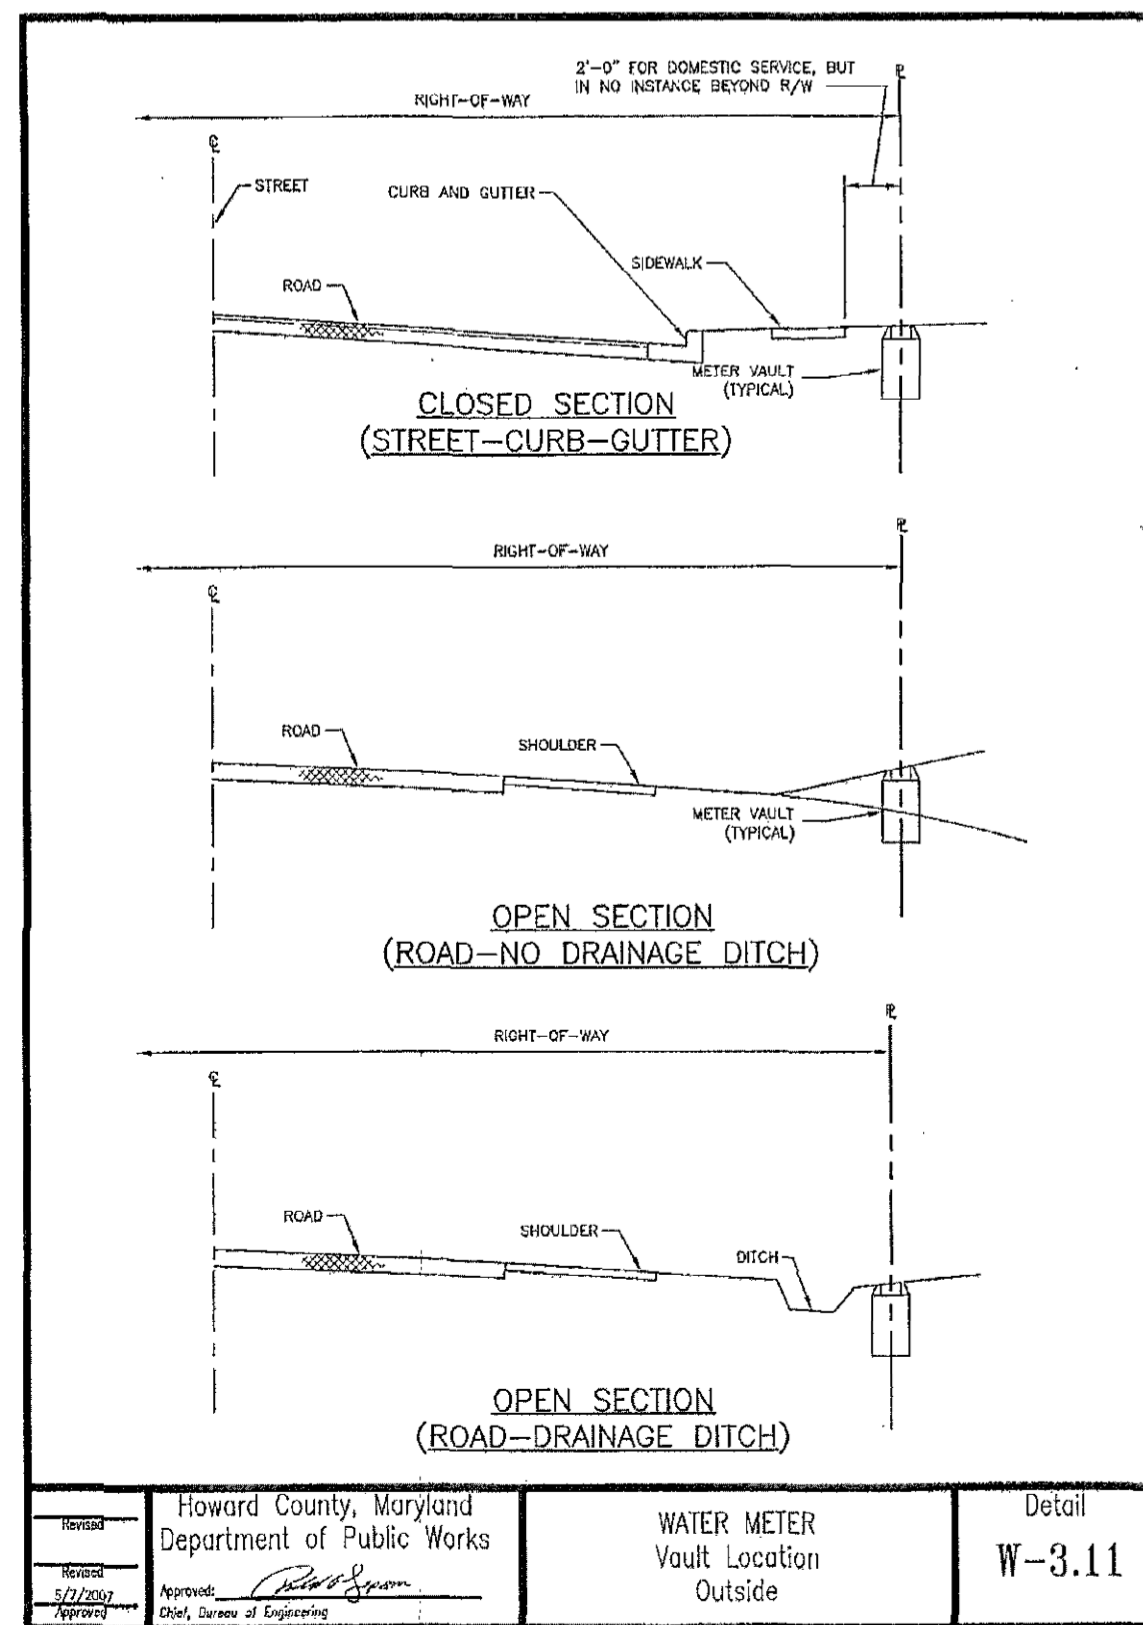 2'-0" FOR DOMESTIC SERVICE, BUT
IN NO INSTANCE BEYOND R/W
℄
RIGHT-OF-WAY
℄
STREET
CURB AND GUTTER
SIDEWALK
ROAD
METER VAULT
(TYPICAL)
CLOSED SECTION
(STREET-CURB-GUTTER)
PL
RIGHT-OF-WAY
℄
ROAD
SHOULDER
METER VAULT
(TYPICAL)
OPEN SECTION
(ROAD-NO DRAINAGE DITCH)
PL
RIGHT-OF-WAY
℄
ROAD
SHOULDER
DITCH
OPEN SECTION
(ROAD-DRAINAGE DITCH)
Revised
Revised
5/7/2007
Approved
Howard County, Maryland
Department of Public Works
Approved:
Chief, Bureau of Engineering
WATER METER
Vault Location
Outside
Detail
W-3.11